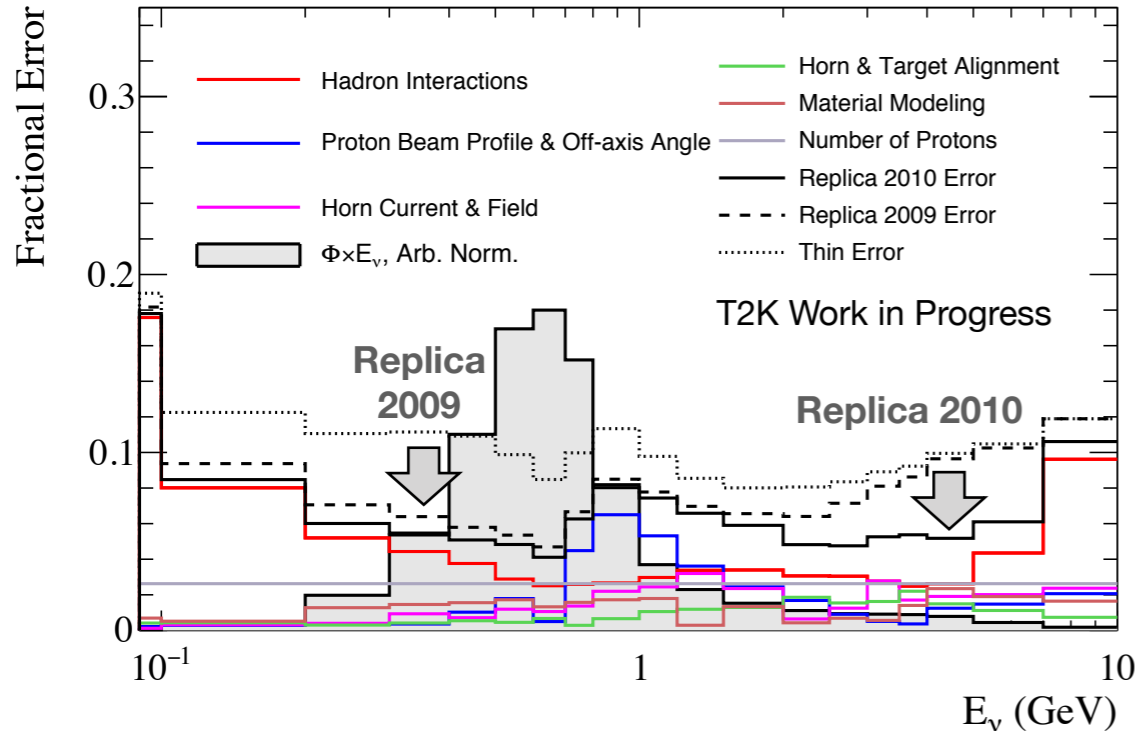 Fractional Error
0.3
0.2
0.1
0
Hadron Interactions
Proton Beam Profile & Off-axis Angle
Horn Current & Field
Φ×Eν, Arb. Norm.
Horn & Target Alignment
Material Modeling
Number of Protons
Replica 2010 Error
Replica 2009 Error
Thin Error
T2K Work in Progress
Replica
2009
Replica 2010
10⁻¹
1
10
Eν (GeV)